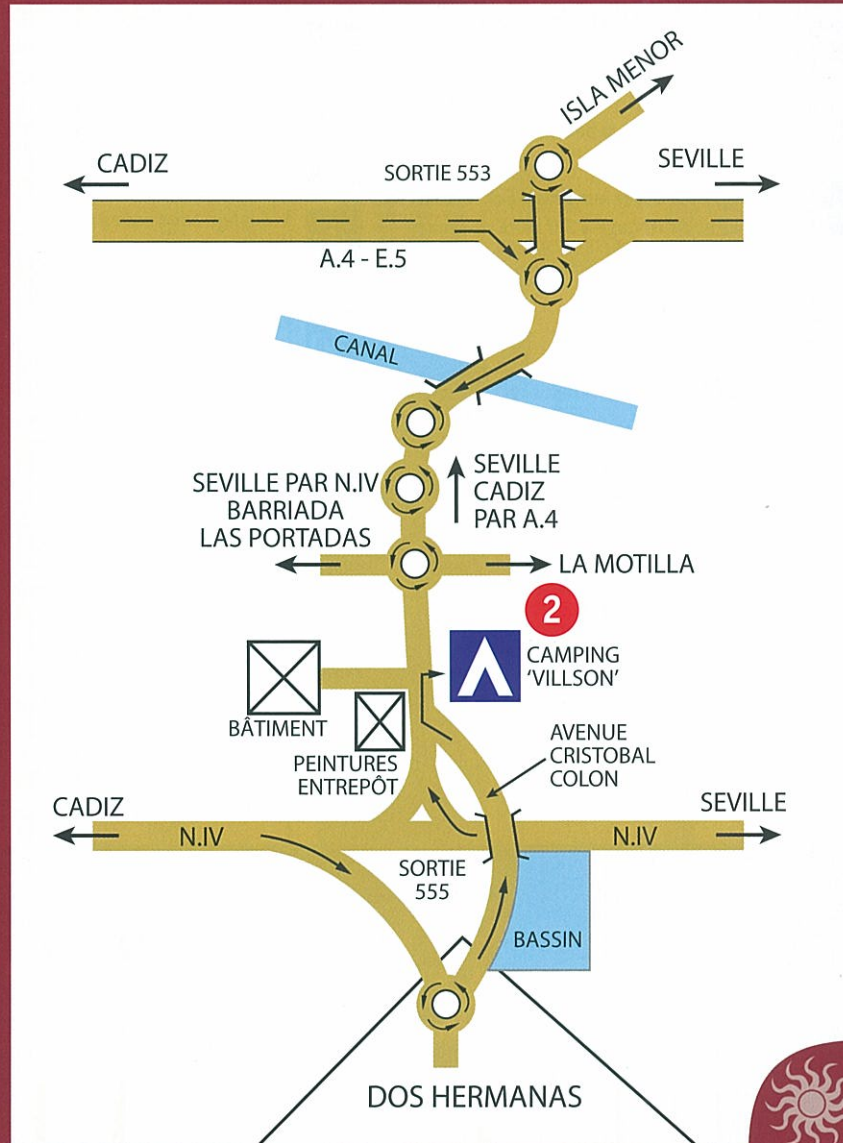 ISLA MENOR
CADIZ
SORTIE 553
SEVILLE
A.4 - E.5
CANAL
SEVILLE PAR N.IV
BARRIADA
LAS PORTADAS
SEVILLE
CADIZ
PAR A.4
LA MOTILLA
2
CAMPING
'VILLSON'
BÂTIMENT
PEINTURES
ENTREPÔT
AVENUE
CRISTOBAL
COLON
CADIZ
SEVILLE
N.IV
N.IV
SORTIE
555
BASSIN
DOS HERMANAS